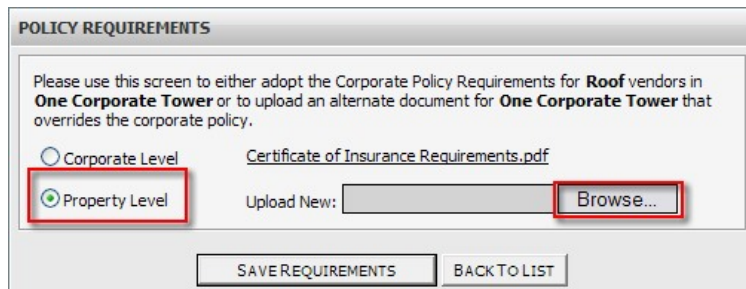 POLICY REQUIREMENTS
Please use this screen to either adopt the Corporate Policy Requirements for Roof vendors in
One Corporate Tower or to upload an alternate document for One Corporate Tower that
overrides the corporate policy.
Corporate Level Certificate of Insurance Requirements.pdf
Property Level Upload New: Browse...
SAVE REQUIREMENTS BACK TO LIST